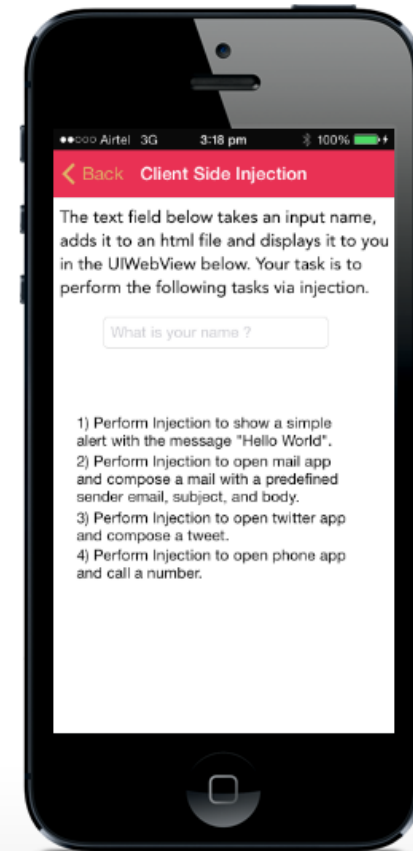 Airtel 3G 3:18 pm 100%
Back Client Side Injection
The text field below takes an input name,
adds it to an html file and displays it to you
in the UIWebView below. Your task is to
perform the following tasks via injection.
What is your name ?
1) Perform Injection to show a simple
alert with the message "Hello World".
2) Perform Injection to open mail app
and compose a mail with a predefined
sender email, subject, and body.
3) Perform Injection to open twitter app
and compose a tweet.
4) Perform Injection to open phone app
and call a number.